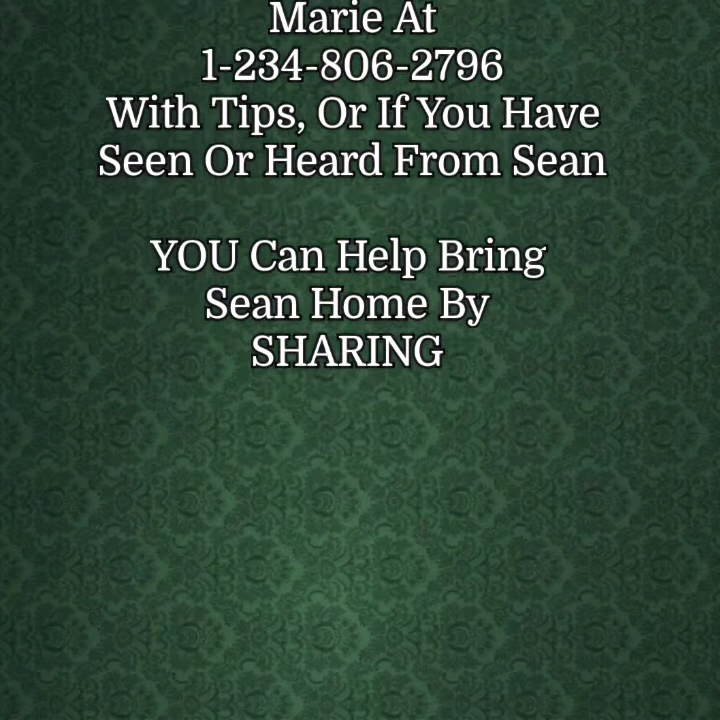 Marie At
1-234-806-2796
With Tips, Or If You Have
Seen Or Heard From Sean
YOU Can Help Bring
Sean Home By
SHARING